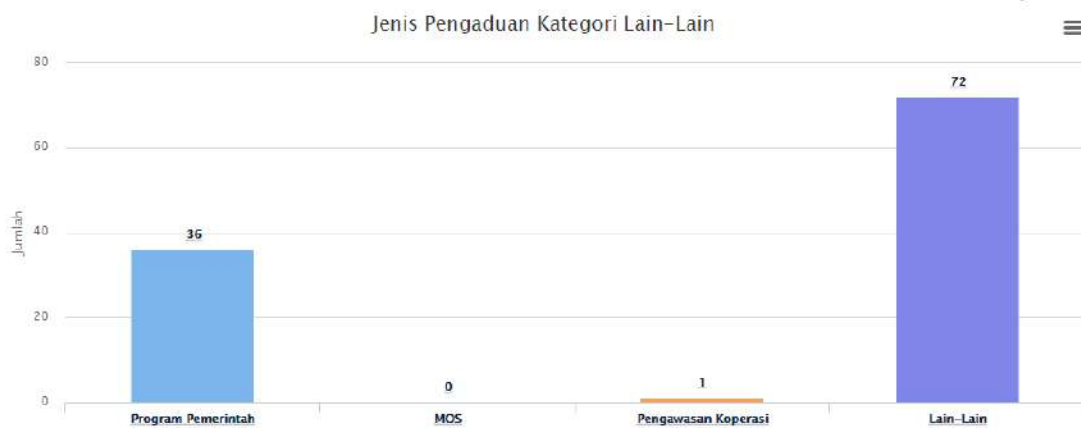 Jenis Pengaduan Kategori Lain-Lain
80
72
60
Jumlah
40
36
20
0
1
0
Program Pemerintah
MOS
Pengawasan Koperasi
Lain-Lain